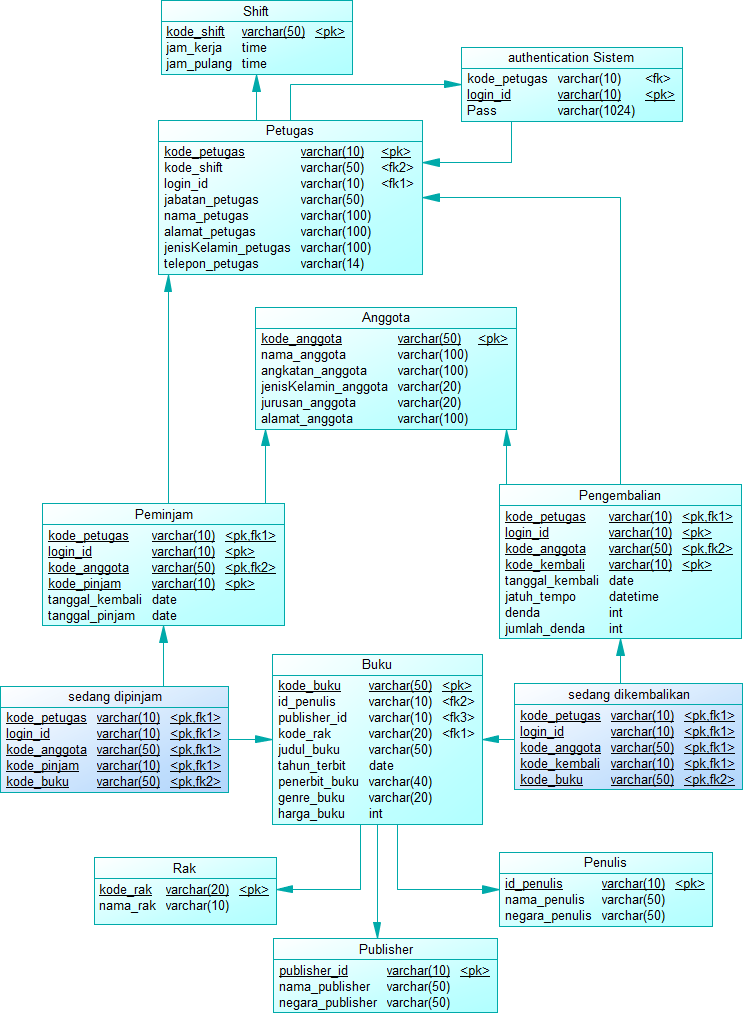 Shift
kode_shift varchar(50) <pk>
jam_kerja time
jam_pulang time
authentication Sistem
kode_petugas varchar(10) <fk>
login_id varchar(10) <pk>
Pass varchar(1024)
Petugas
kode_petugas varchar(10) <pk>
kode_shift varchar(50) <fk2>
login_id varchar(10) <fk1>
jabatan_petugas varchar(50)
nama_petugas varchar(100)
alamat_petugas varchar(100)
jenisKelamin_petugas varchar(100)
telepon_petugas varchar(14)
Anggota
kode_anggota varchar(50) <pk>
nama_anggota varchar(100)
angkatan_anggota varchar(100)
jenisKelamin_anggota varchar(20)
jurusan_anggota varchar(20)
alamat_anggota varchar(100)
Peminjam
kode_petugas varchar(10) <pk,fk1>
login_id varchar(10) <pk>
kode_anggota varchar(50) <pk,fk2>
kode_pinjam varchar(10) <pk>
tanggal_kembali date
tanggal_pinjam date
Pengembalian
kode_petugas varchar(10) <pk,fk1>
login_id varchar(10) <pk>
kode_anggota varchar(50) <pk,fk2>
kode_kembali varchar(10) <pk>
tanggal_kembali date
jatuh_tempo datetime
denda int
jumlah_denda int
sedang dipinjam
kode_petugas varchar(10) <pk,fk1>
login_id varchar(10) <pk,fk1>
kode_anggota varchar(50) <pk,fk1>
kode_pinjam varchar(10) <pk,fk1>
kode_buku varchar(50) <pk,fk2>
Buku
kode_buku varchar(50) <pk>
id_penulis varchar(10) <fk2>
publisher_id varchar(10) <fk3>
kode_rak varchar(20) <fk1>
judul_buku varchar(50)
tahun_terbit date
penerbit_buku varchar(40)
genre_buku varchar(20)
harga_buku int
sedang dikembalikan
kode_petugas varchar(10) <pk,fk1>
login_id varchar(10) <pk,fk1>
kode_anggota varchar(50) <pk,fk1>
kode_kembali varchar(10) <pk,fk1>
kode_buku varchar(50) <pk,fk2>
Rak
kode_rak varchar(20) <pk>
nama_rak varchar(10)
Penulis
id_penulis varchar(10) <pk>
nama_penulis varchar(50)
negara_penulis varchar(50)
Publisher
publisher_id varchar(10) <pk>
nama_publisher varchar(50)
negara_publisher varchar(50)